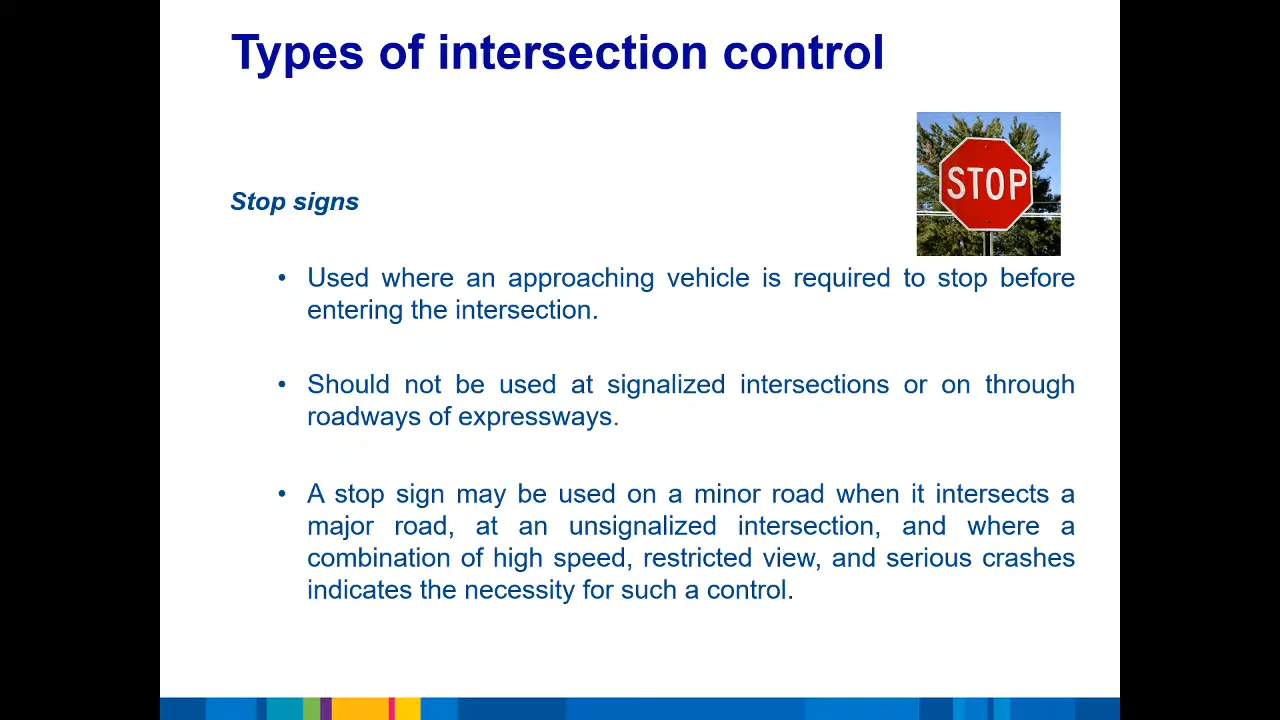 Types of intersection control
STOP
Stop signs
• Used where an approaching vehicle is required to stop before
entering the intersection.
• Should not be used at signalized intersections or on through
roadways of expressways.
• A stop sign may be used on a minor road when it intersects a
major road, at an unsignalized intersection, and where a
combination of high speed, restricted view, and serious crashes
indicates the necessity for such a control.